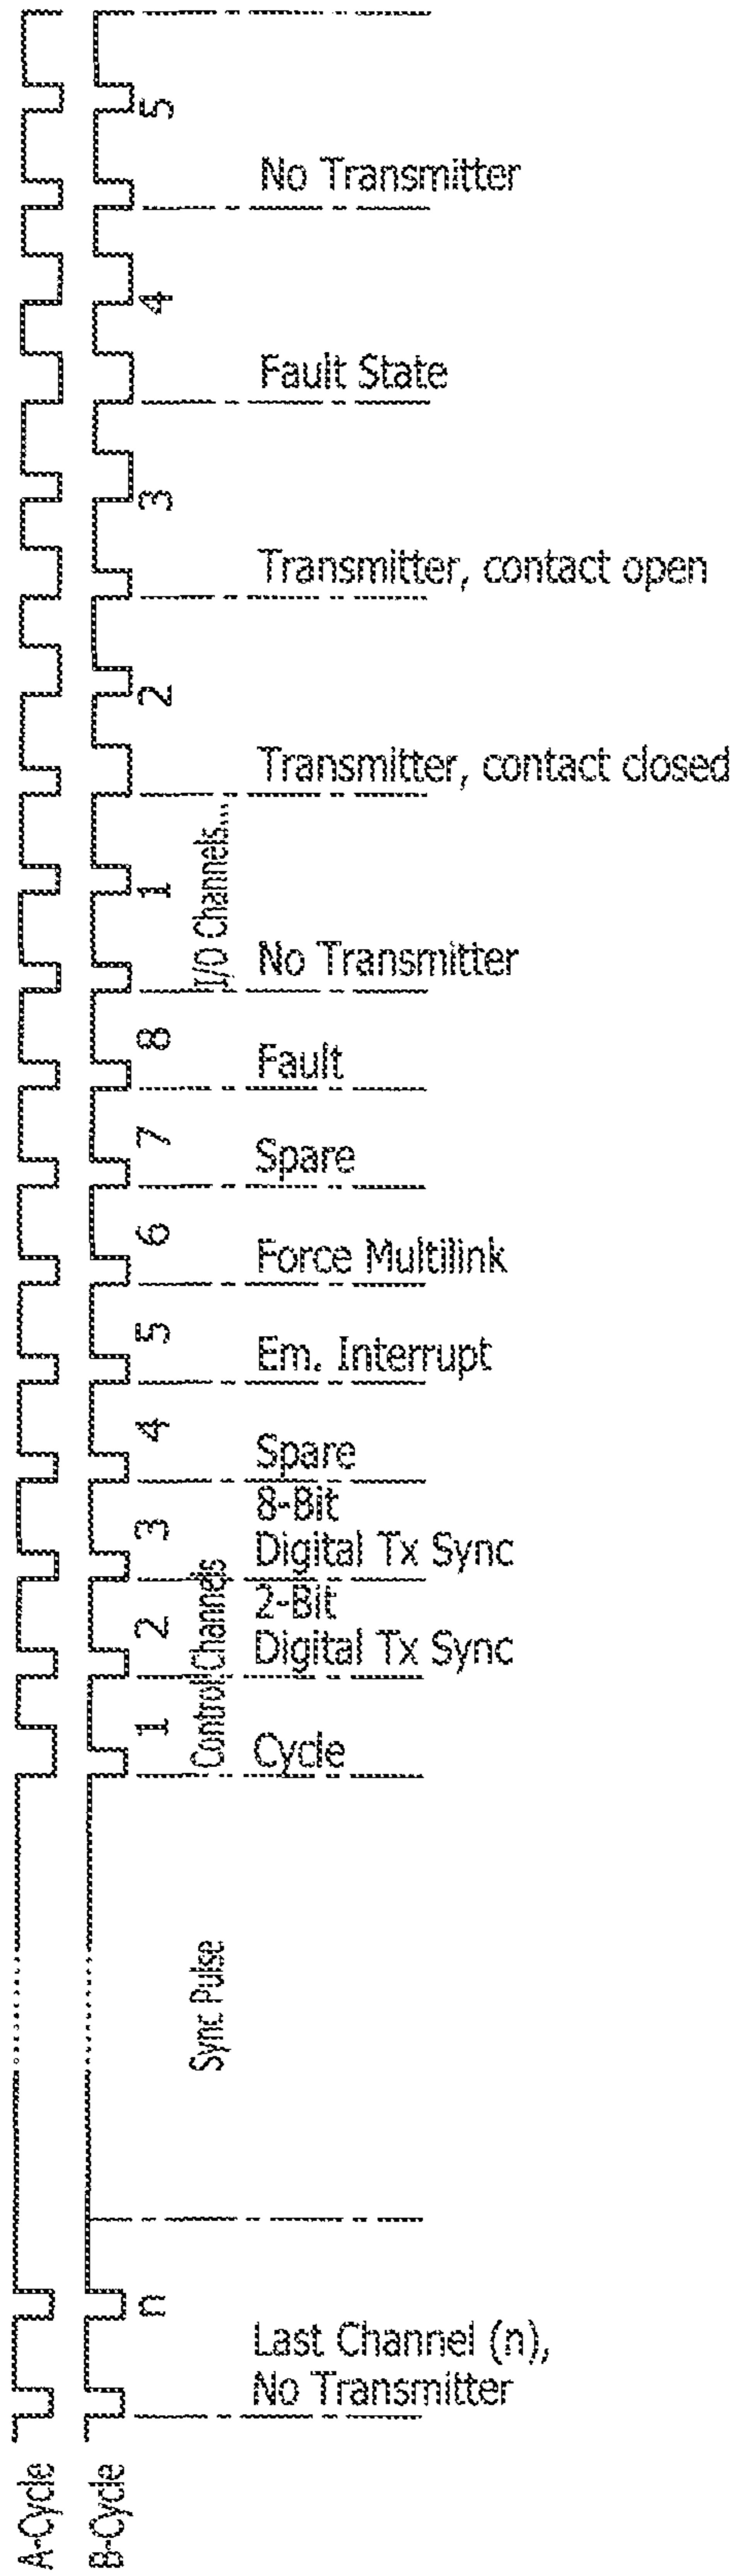 5
No Transmitter
4
Fault State
3
Transmitter, contact open
2
Transmitter, contact closed
1
I/O Channels...
No Transmitter
8
Fault
7
Spare
6
Force Multilink
5
Em. Interrupt
4
Spare
3
8-Bit
Digital Tx Sync
2
2-Bit
Digital Tx Sync
1
Control Channels
Cycle
Sync Pulse
n
Last Channel (n),
No Transmitter
A-Cycle
B-Cycle